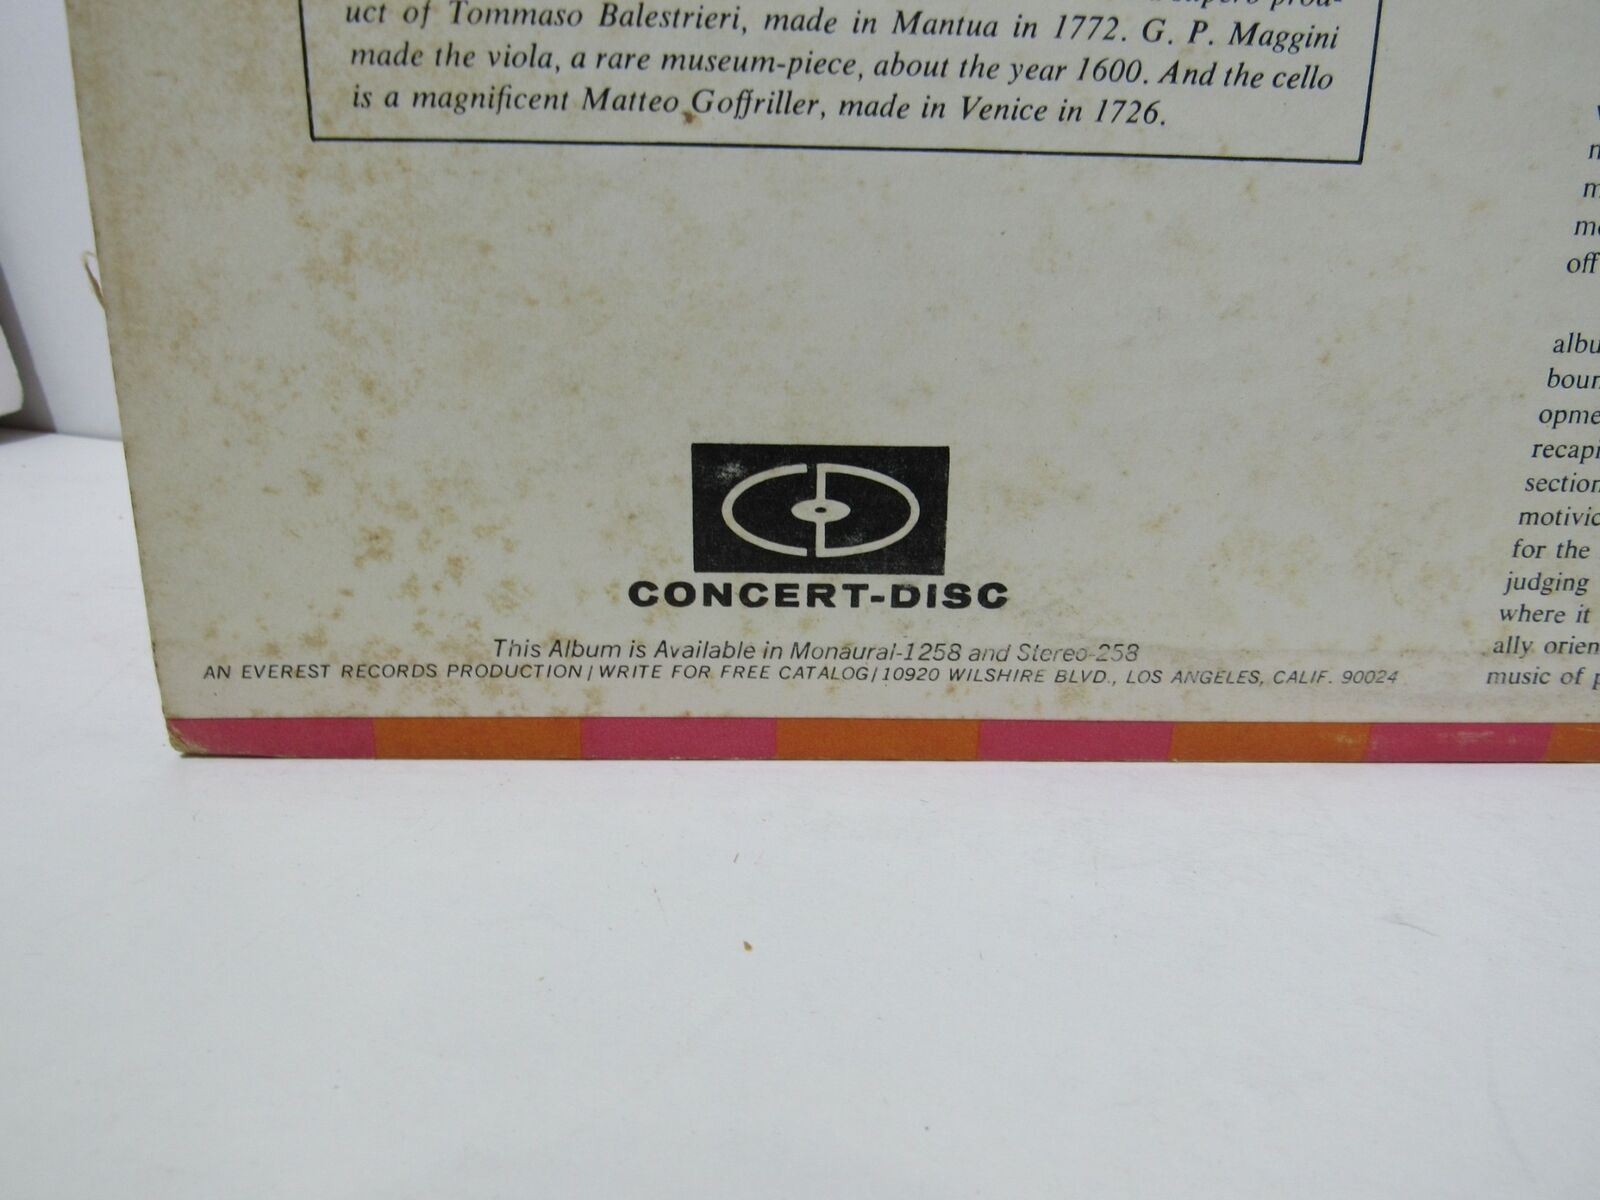 uct of Tommaso Balestrieri, made in Mantua in 1772. G. P. Maggini
made the viola, a rare museum-piece, about the year 1600. And the cello
is a magnificent Matteo Goffriller, made in Venice in 1726.
CD
CONCERT-DISC
This Album is Available in Monaural-1258 and Stereo-258
AN EVEREST RECORDS PRODUCTION/WRITE FOR FREE CATALOG/10920 WILSHIRE BLVD., LOS ANGELES, CALIF. 90024
off
albu
boun
opme
recapi
section
motivic
for the
judging
where it
ally orien
music of p